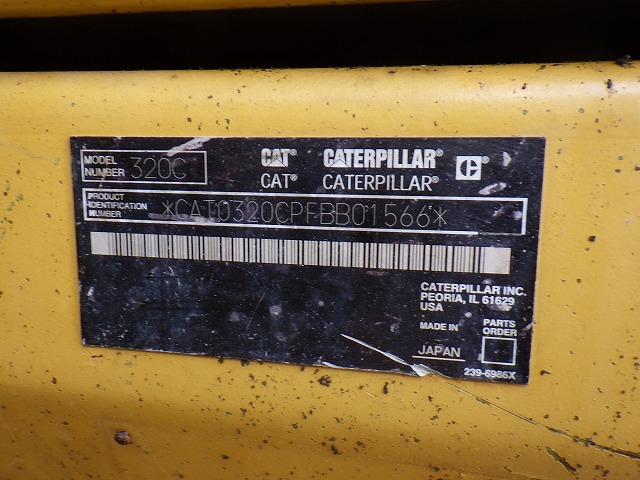 MODEL NUMBER 320C
CAT® CATERPILLAR® C®
CAT® CATERPILLAR®
PRODUCT IDENTIFICATION NUMBER *CAT0320CPFBB01566*
CATERPILLAR INC.
PEORIA, IL 61629
USA
MADE IN JAPAN
PARTS ORDER
239-6986X